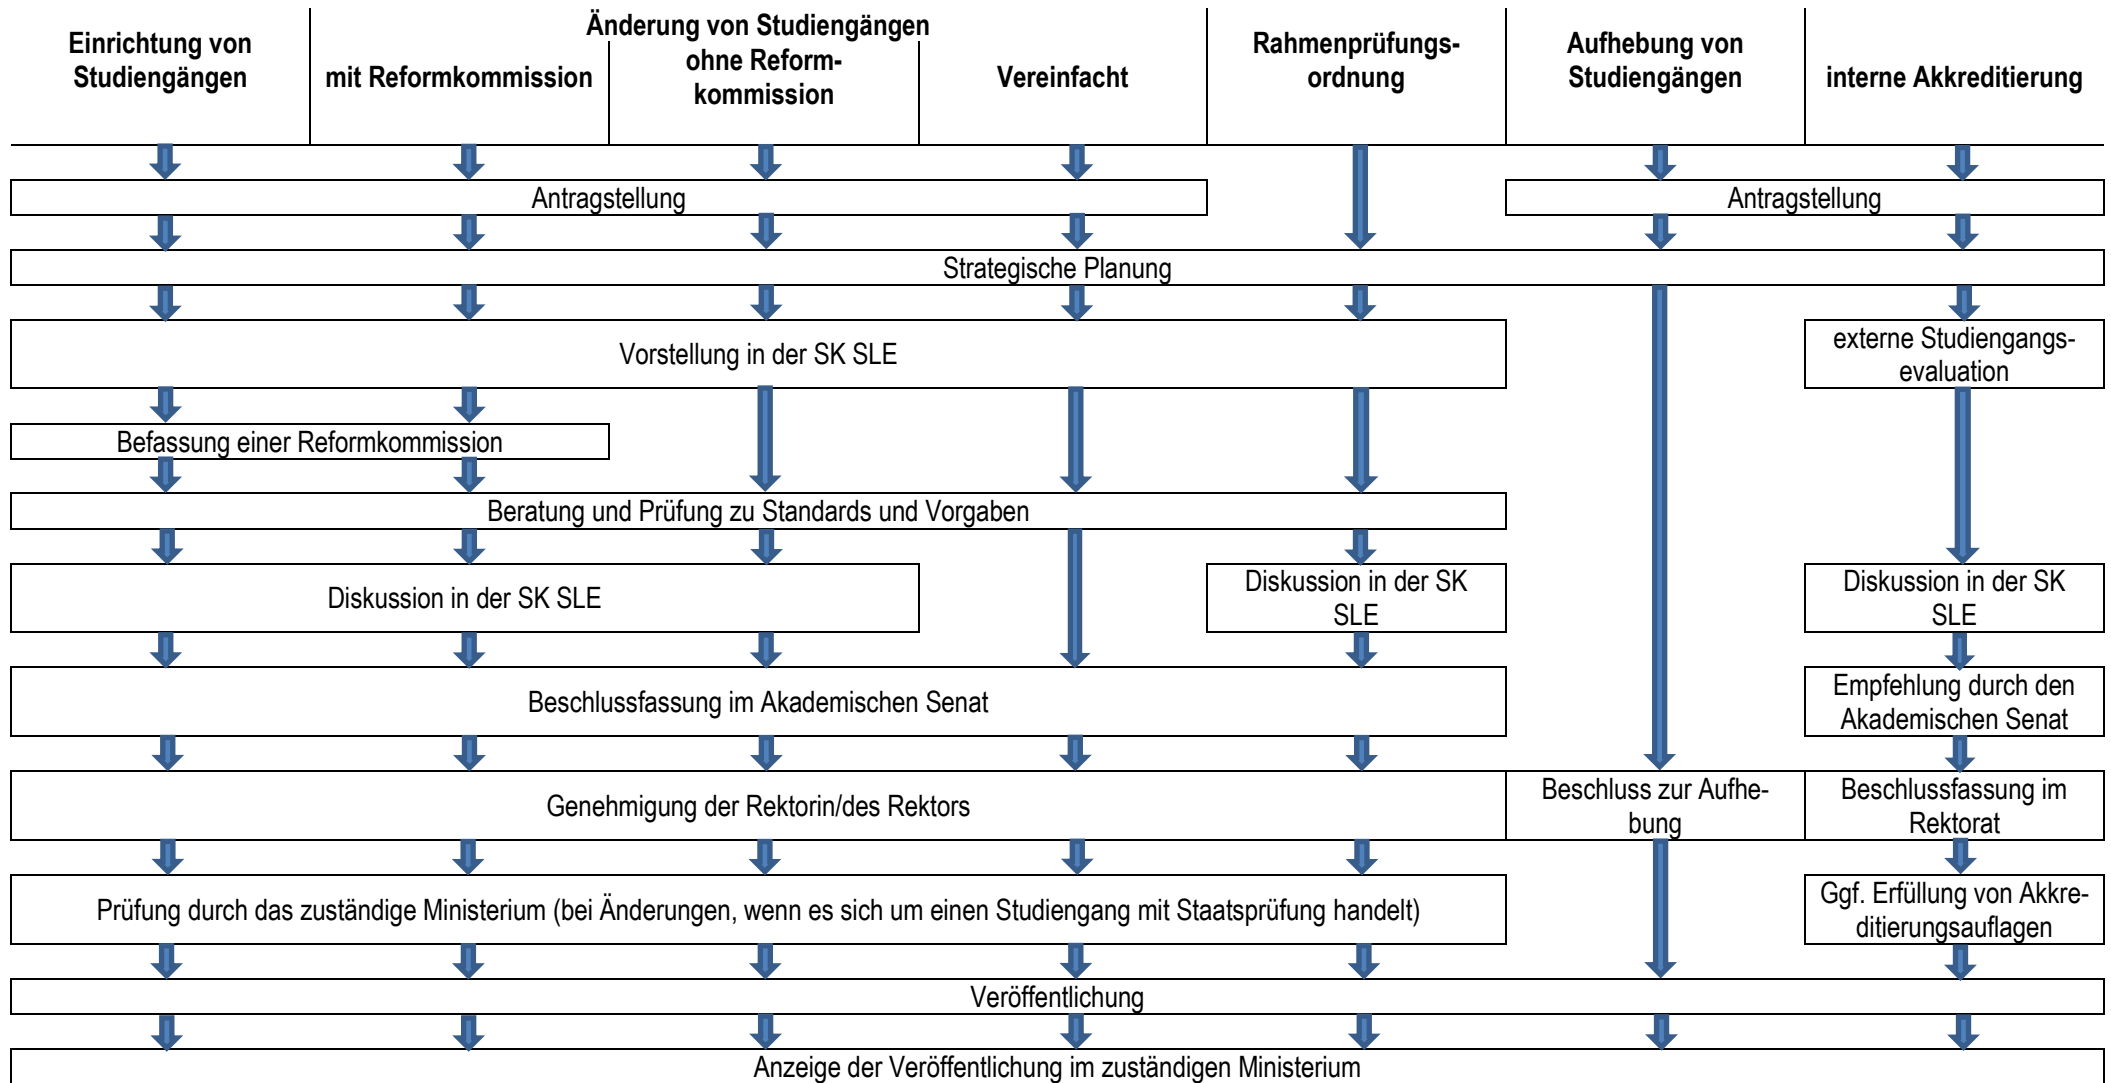 Einrichtung von
Studiengängen
Änderung von Studiengängen
mit Reformkommission
ohne Reform-
kommission
Vereinfacht
Rahmenprüfungs-
ordnung
Aufhebung von
Studiengängen
interne Akkreditierung
Antragstellung
Antragstellung
Strategische Planung
Vorstellung in der SK SLE
externe Studiengangs-
evaluation
Befassung einer Reformkommission
Beratung und Prüfung zu Standards und Vorgaben
Diskussion in der SK SLE
Diskussion in der SK
SLE
Diskussion in der SK
SLE
Beschlussfassung im Akademischen Senat
Empfehlung durch den
Akademischen Senat
Genehmigung der Rektorin/des Rektors
Beschluss zur Aufhe-
bung
Beschlussfassung im
Rektorat
Prüfung durch das zuständige Ministerium (bei Änderungen, wenn es sich um einen Studiengang mit Staatsprüfung handelt)
Ggf. Erfüllung von Akkre-
ditierungsauflagen
Veröffentlichung
Anzeige der Veröffentlichung im zuständigen Ministerium